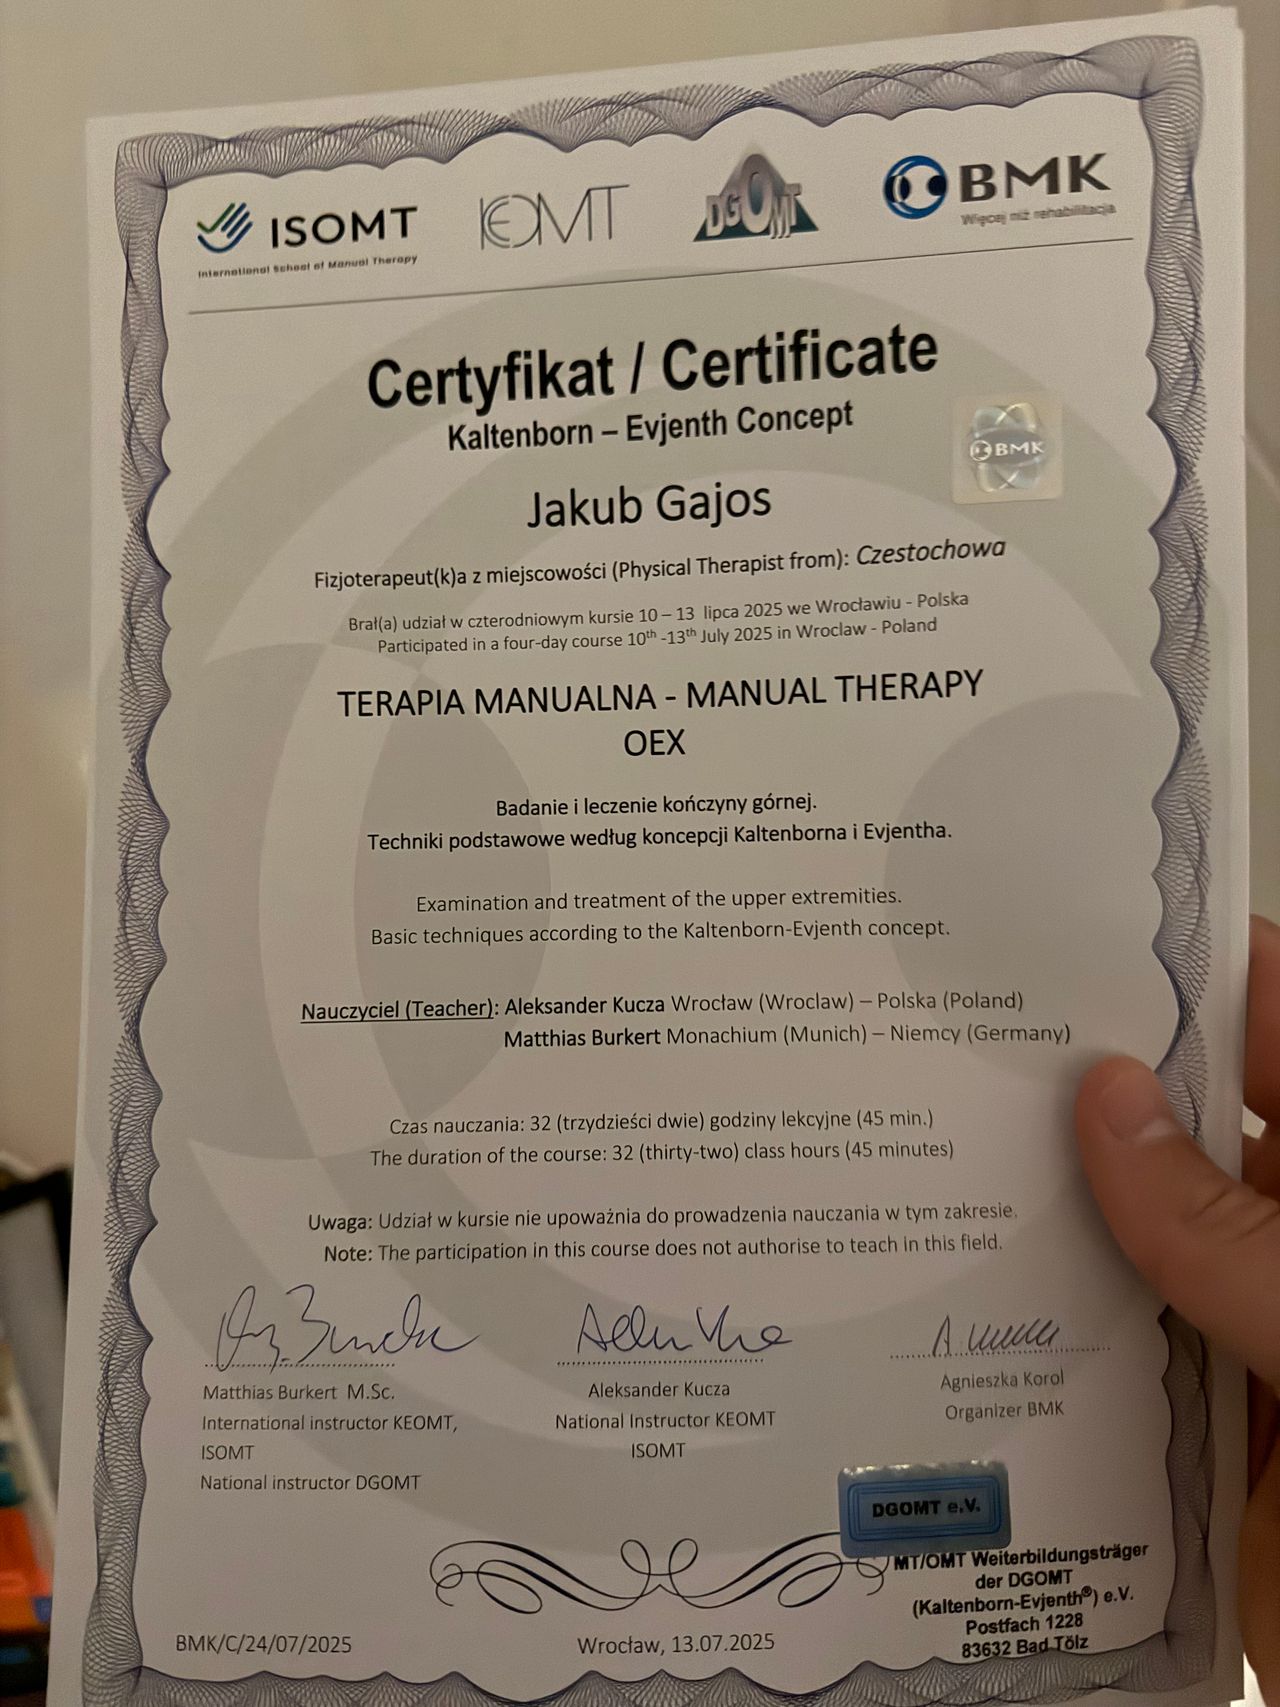 ISOMT
International School of Manual Therapy
KEOMT
DGOMT
BMK
Więcej niż rehabilitacja
Certyfikat / Certificate
Kaltenborn – Evjenth Concept
BMK
Jakub Gajos
Fizjoterapeut(k)a z miejscowości (Physical Therapist from): Czestochowa
Brał(a) udział w czterodniowym kursie 10 – 13 lipca 2025 we Wrocławiu - Polska
Participated in a four-day course 10th -13th July 2025 in Wroclaw - Poland
TERAPIA MANUALNA - MANUAL THERAPY
OEX
Badanie i leczenie kończyny górnej.
Techniki podstawowe według koncepcji Kaltenborna i Evjentha.
Examination and treatment of the upper extremities.
Basic techniques according to the Kaltenborn-Evjenth concept.
Nauczyciel (Teacher): Aleksander Kucza Wrocław (Wroclaw) – Polska (Poland)
Matthias Burkert Monachium (Munich) – Niemcy (Germany)
Czas nauczania: 32 (trzydzieści dwie) godziny lekcyjne (45 min.)
The duration of the course: 32 (thirty-two) class hours (45 minutes)
Uwaga: Udział w kursie nie upoważnia do prowadzenia nauczania w tym zakresie.
Note: The participation in this course does not authorise to teach in this field.
Matthias Burkert M.Sc.
International instructor KEOMT,
ISOMT
National instructor DGOMT
Aleksander Kucza
National Instructor KEOMT
ISOMT
Agnieszka Korol
Organizer BMK
DGOMT e.V.
MT/OMT Weiterbildungsträger
der DGOMT
(Kaltenborn-Evjenth®) e.V.
Postfach 1228
83632 Bad Tölz
BMK/C/24/07/2025
Wrocław, 13.07.2025